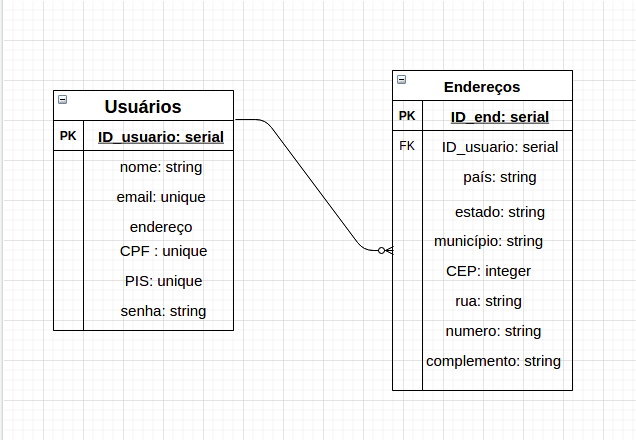 Usuários
PK ID_usuario: serial
nome: string
email: unique
endereço
CPF : unique
PIS: unique
senha: string
Endereços
PK ID_end: serial
FK ID_usuario: serial
país: string
estado: string
município: string
CEP: integer
rua: string
numero: string
complemento: string